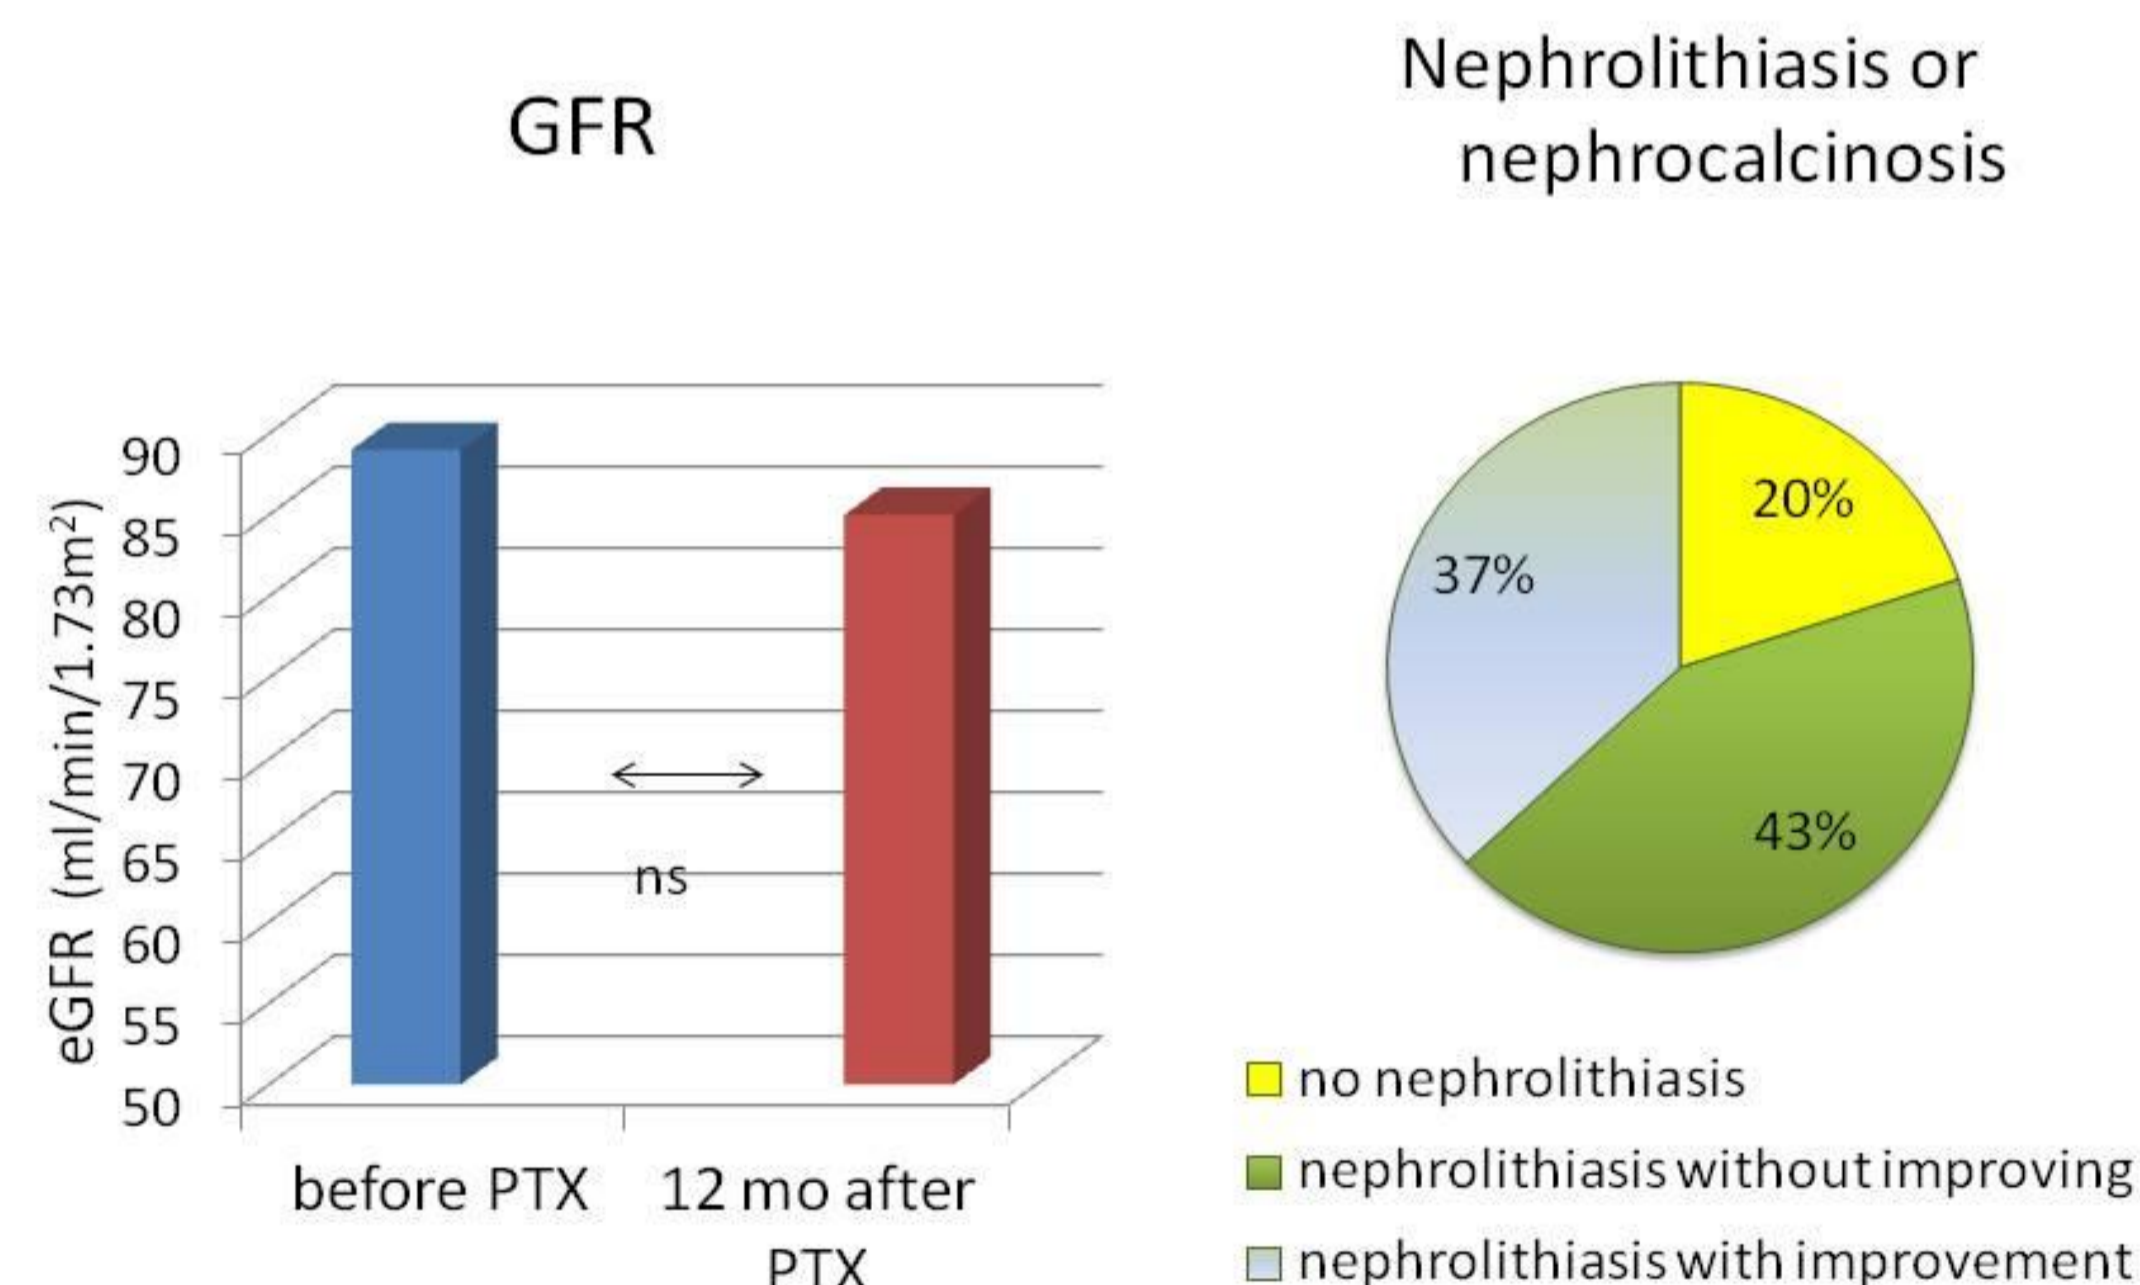 GFR
90
85
80
75
70
65
60
55
50
eGFR (ml/min/1.73m²)
ns
before PTX
12 mo after
PTX
Nephrolithiasis or
nephrocalcinosis
20%
37%
43%
no nephrolithiasis
nephrolithiasis without improving
nephrolithiasis with improvement